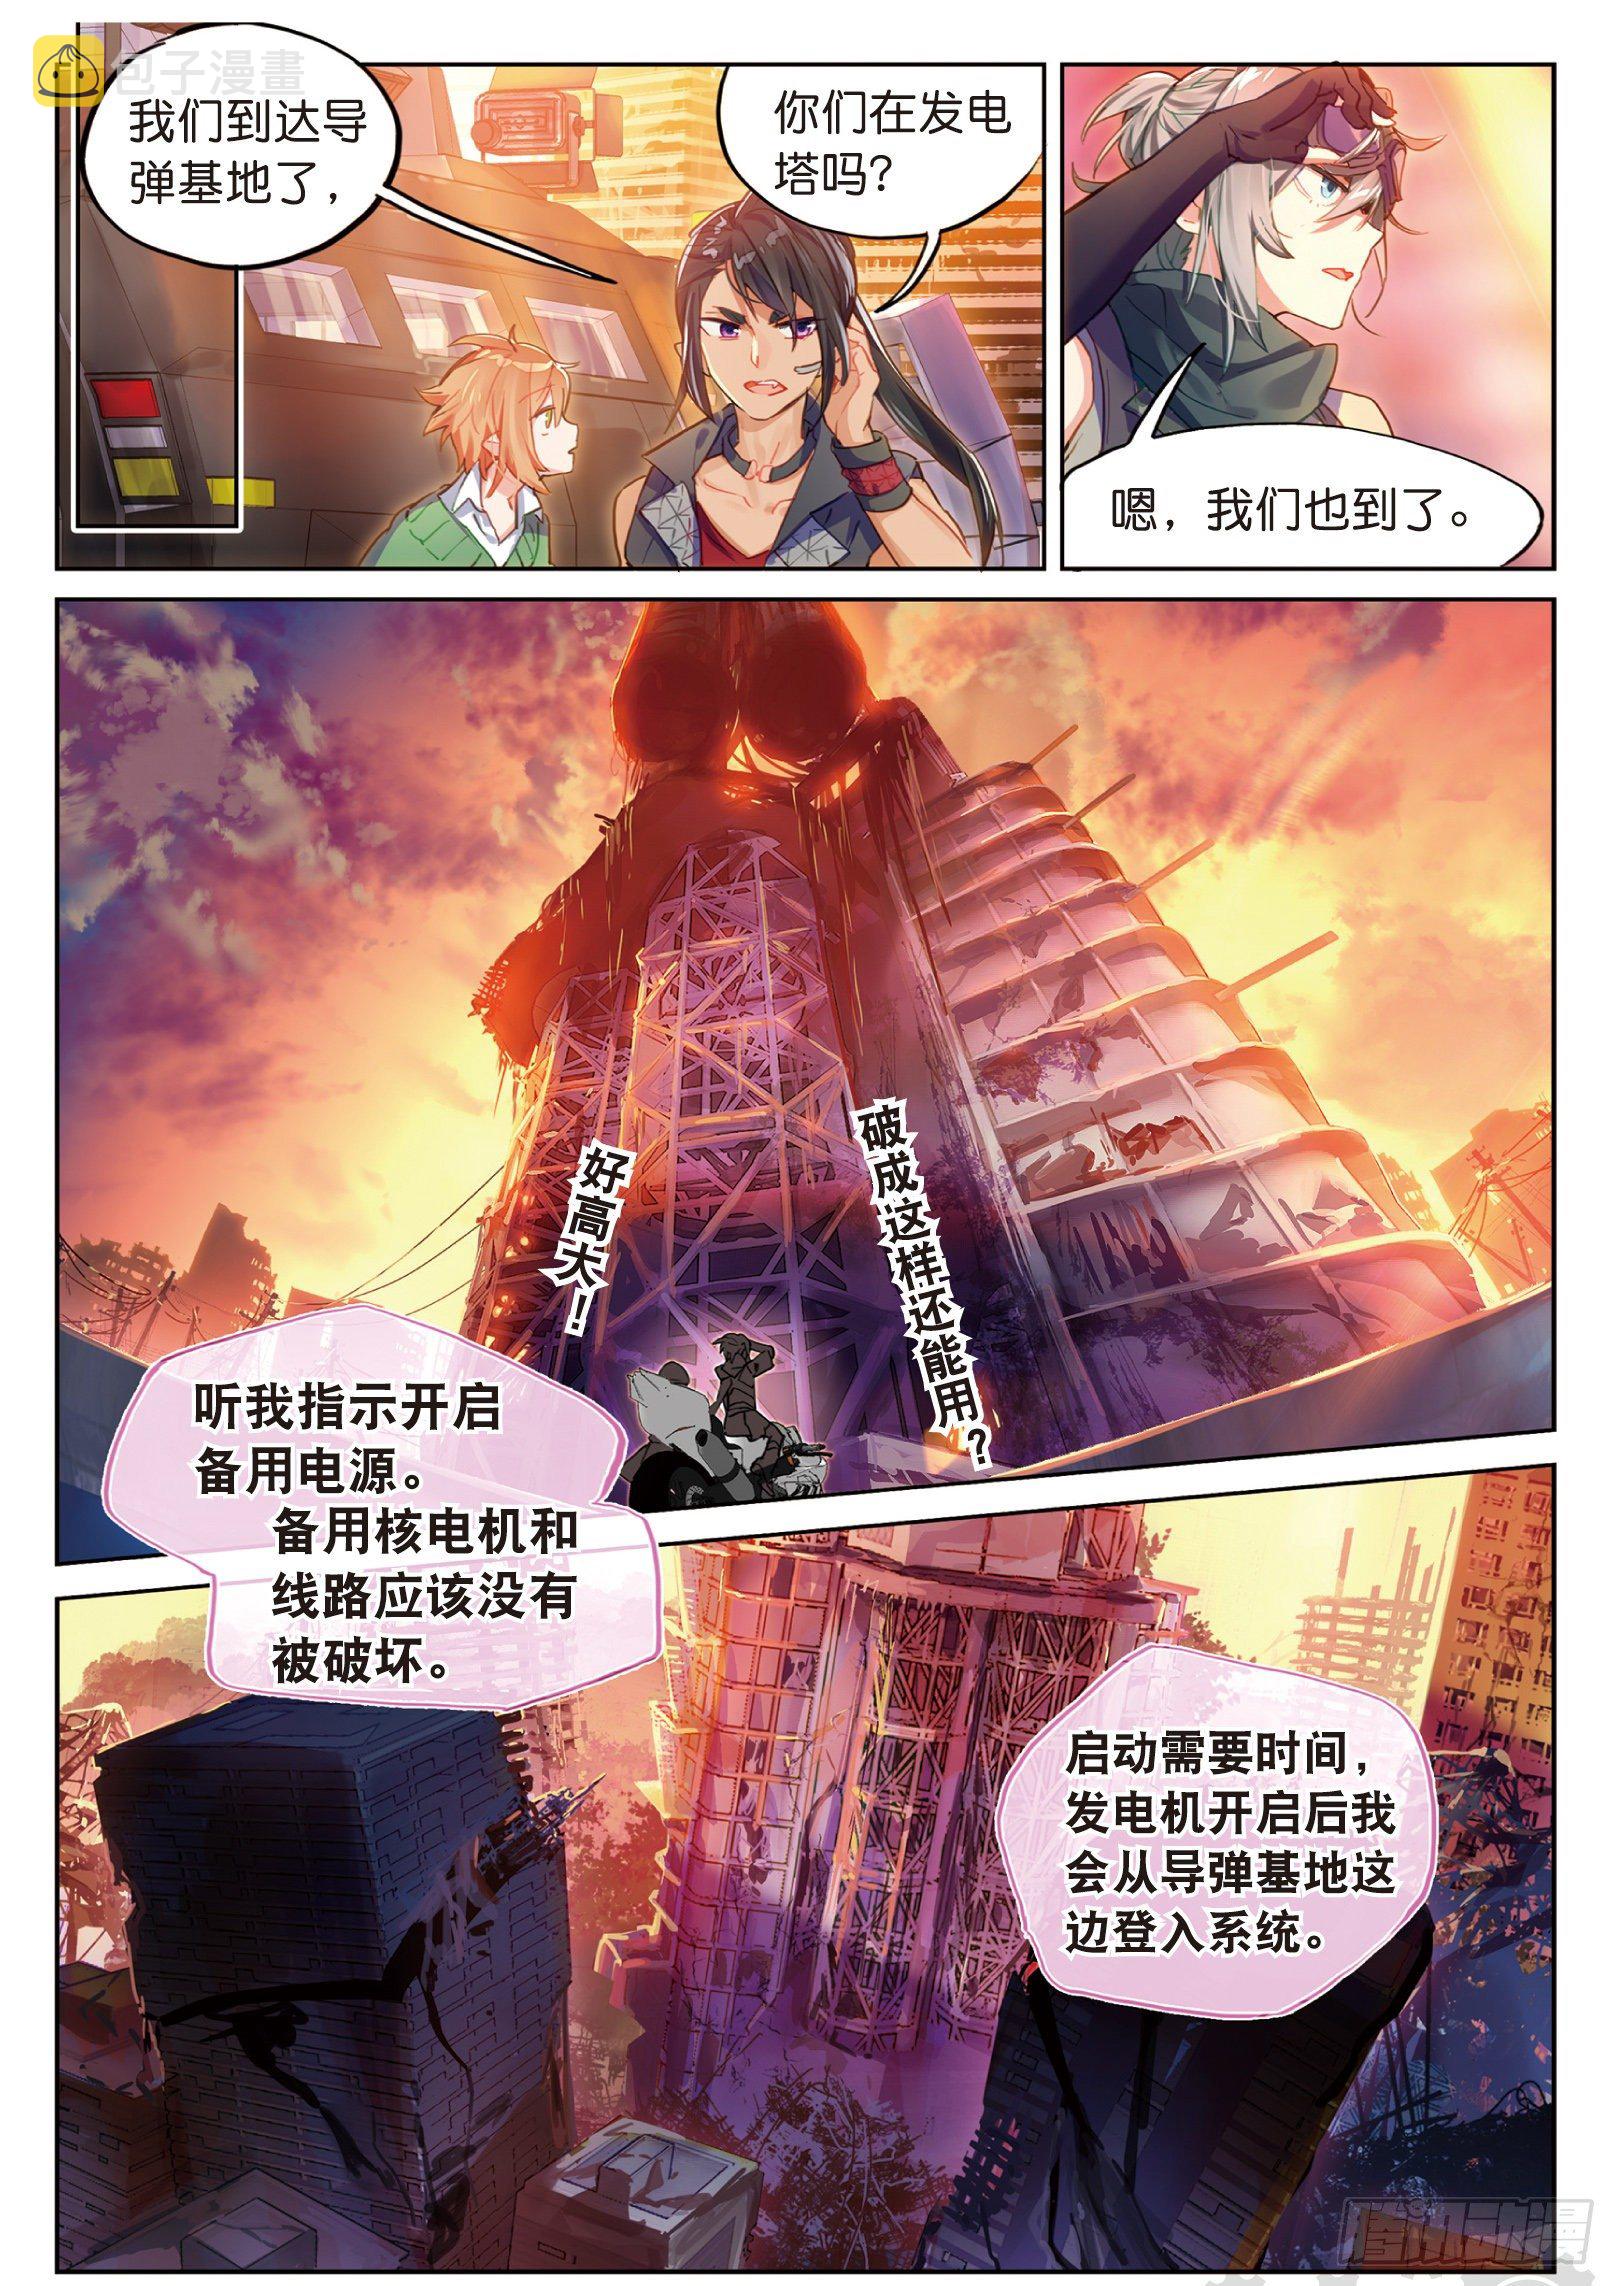 包子漫畫
我们到达导
弹基地了，
你们在发电
塔吗？
嗯，我们也到了。
好高大！
破成这样还能用？
听我指示开启
备用电源。
备用核电机和
线路应该没有
被破坏。
启动需要时间，
发电机开启后我
会从导弹基地这
边登入系统。
腾讯动漫